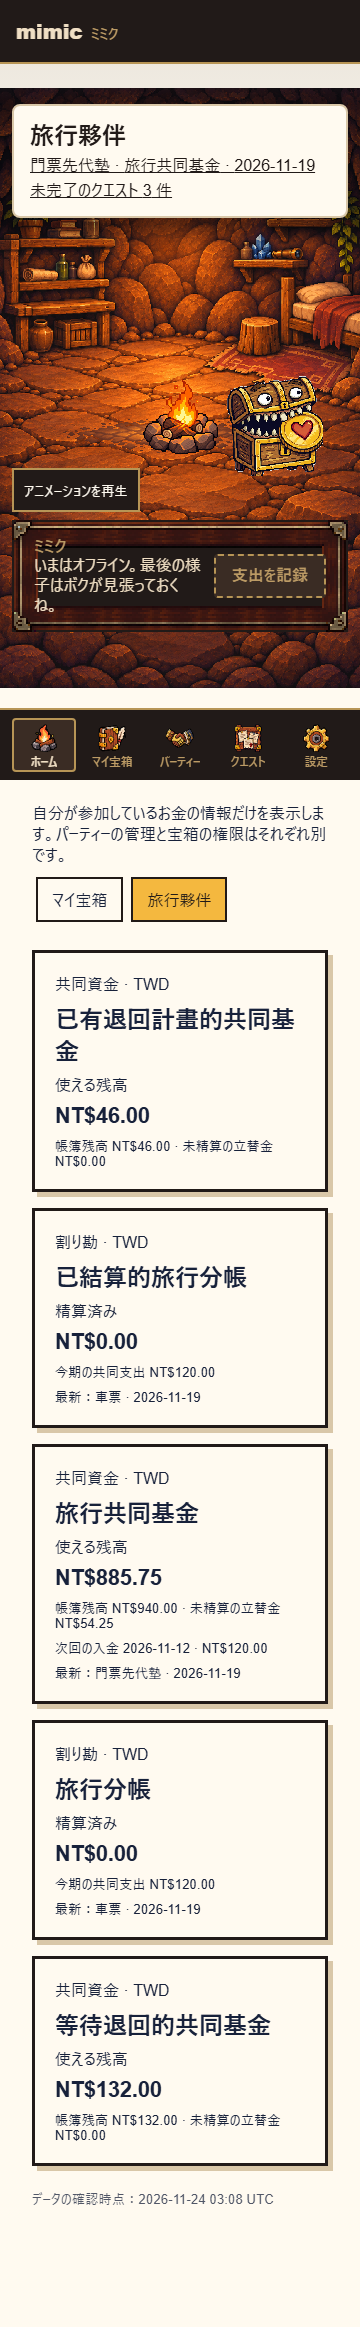 mimic ミミク
旅行夥伴
門票先代墊 · 旅行共同基金 · 2026-11-19
未完了のクエスト 3 件
アニメーションを再生
ミミク
いまはオフライン。最後の様
子はボクが見張っておく
ね。
支出を記録
ホーム
マイ宝箱
パーティー
クエスト
設定
自分が参加しているお金の情報だけを表示しま
す。パーティーの管理と宝箱の権限はそれぞれ別
です。
マイ宝箱
旅行夥伴
共同資金 · TWD
已有退回計畫的共同基
金
使える残高
NT$46.00
帳簿残高 NT$46.00 · 未精算の立替金
NT$0.00
割り勘 · TWD
已結算的旅行分帳
精算済み
NT$0.00
今期の共同支出 NT$120.00
最新：車票 · 2026-11-19
共同資金 · TWD
旅行共同基金
使える残高
NT$885.75
帳簿残高 NT$940.00 · 未精算の立替金
NT$54.25
次回の入金 2026-11-12 · NT$120.00
最新：門票先代墊 · 2026-11-19
割り勘 · TWD
旅行分帳
精算済み
NT$0.00
今期の共同支出 NT$120.00
最新：車票 · 2026-11-19
共同資金 · TWD
等待退回的共同基金
使える残高
NT$132.00
帳簿残高 NT$132.00 · 未精算の立替金
NT$0.00
データの確認時点：2026-11-24 03:08 UTC